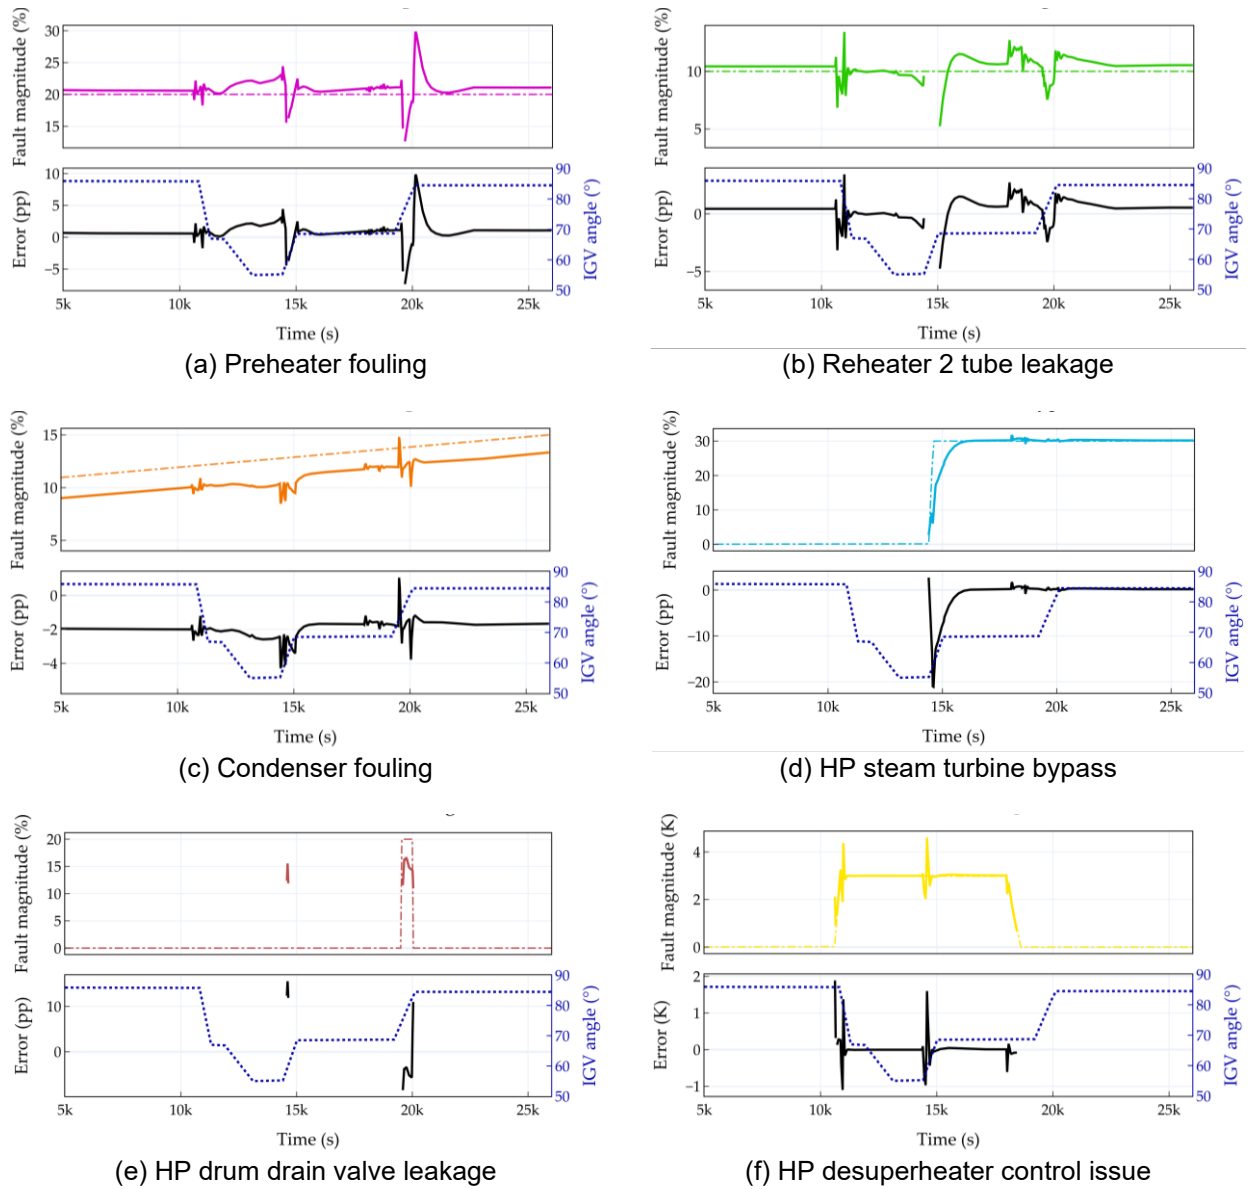 Fault magnitude (%)
30
25
20
15
Error (pp)
10
5
0
−5
90
80
70
60
50
IGV angle (°)
5k 10k 15k 20k 25k
Time (s)
(a) Preheater fouling
Fault magnitude (%)
10
5
Error (pp)
0
−5
90
80
70
60
50
IGV angle (°)
5k 10k 15k 20k 25k
Time (s)
(b) Reheater 2 tube leakage
Fault magnitude (%)
15
10
5
Error (pp)
0
−2
−4
90
80
70
60
50
IGV angle (°)
5k 10k 15k 20k 25k
Time (s)
(c) Condenser fouling
Fault magnitude (%)
30
20
10
0
Error (pp)
0
−10
−20
90
80
70
60
50
IGV angle (°)
5k 10k 15k 20k 25k
Time (s)
(d) HP steam turbine bypass
Fault magnitude (%)
20
15
10
5
0
Error (pp)
10
0
90
80
70
60
50
IGV angle (°)
5k 10k 15k 20k 25k
Time (s)
(e) HP drum drain valve leakage
Fault magnitude (K)
4
2
0
Error (K)
2
1
0
−1
90
80
70
60
50
IGV angle (°)
5k 10k 15k 20k 25k
Time (s)
(f) HP desuperheater control issue